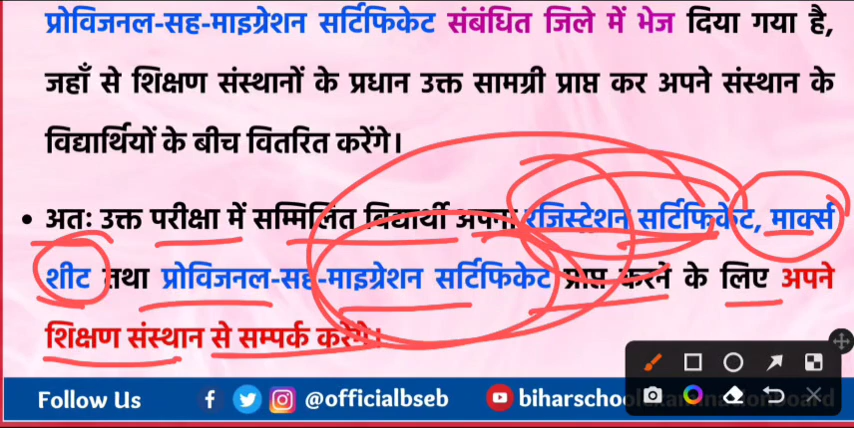 प्रोविजनल-सह-माइग्रेशन सर्टिफिकेट संबंधित जिले में भेज दिया गया है,
जहाँ से शिक्षण संस्थानों के प्रधान उक्त सामग्री प्राप्त कर अपने संस्थान के
विद्यार्थियों के बीच वितरित करेंगे।
• अतः उक्त परीक्षा में सम्मिलित विद्यार्थी अपना रजिस्ट्रेशन सर्टिफिकेट, मार्क्स
शीट तथा प्रोविजनल-सह-माइग्रेशन सर्टिफिकेट प्राप्त करने के लिए अपने
शिक्षण संस्थान से सम्पर्क करेंगे।
Follow Us @officialbseb